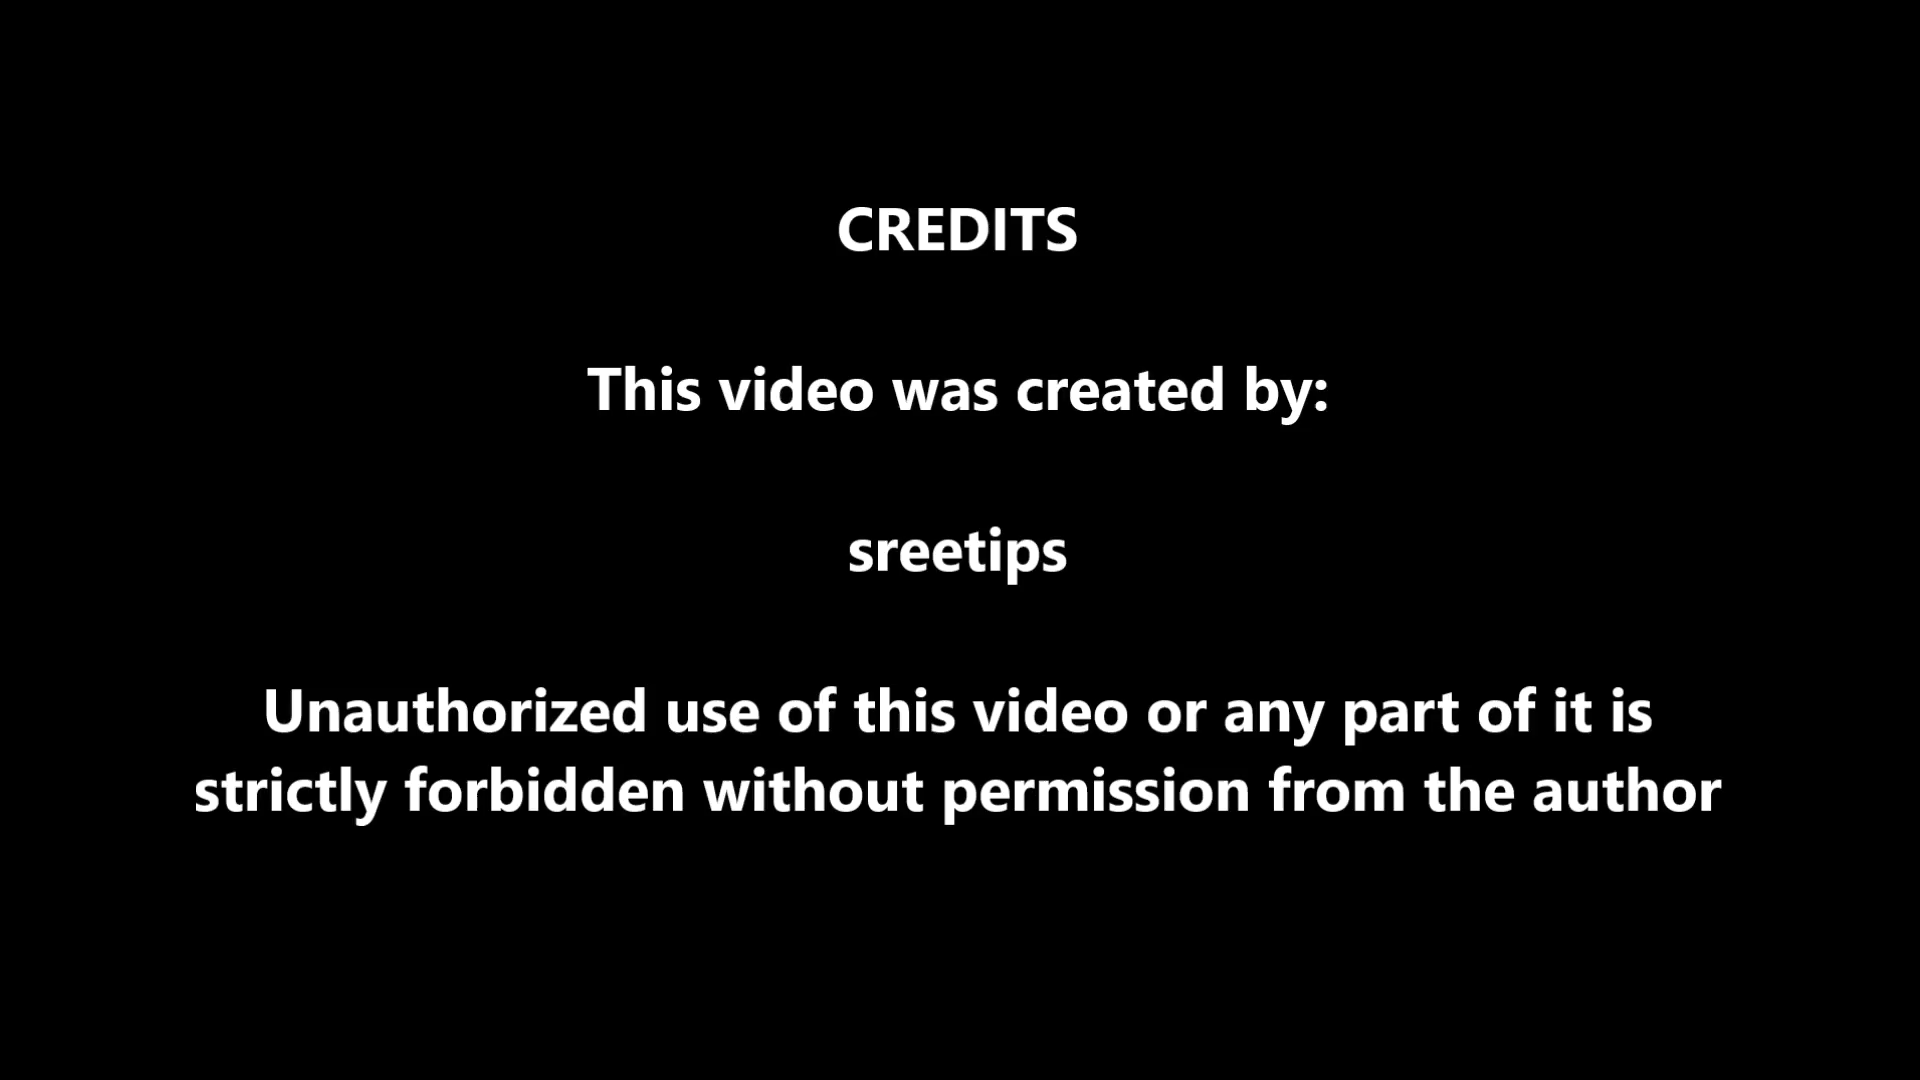 CREDITS
This video was created by:
sreetips
Unauthorized use of this video or any part of it is
strictly forbidden without permission from the author